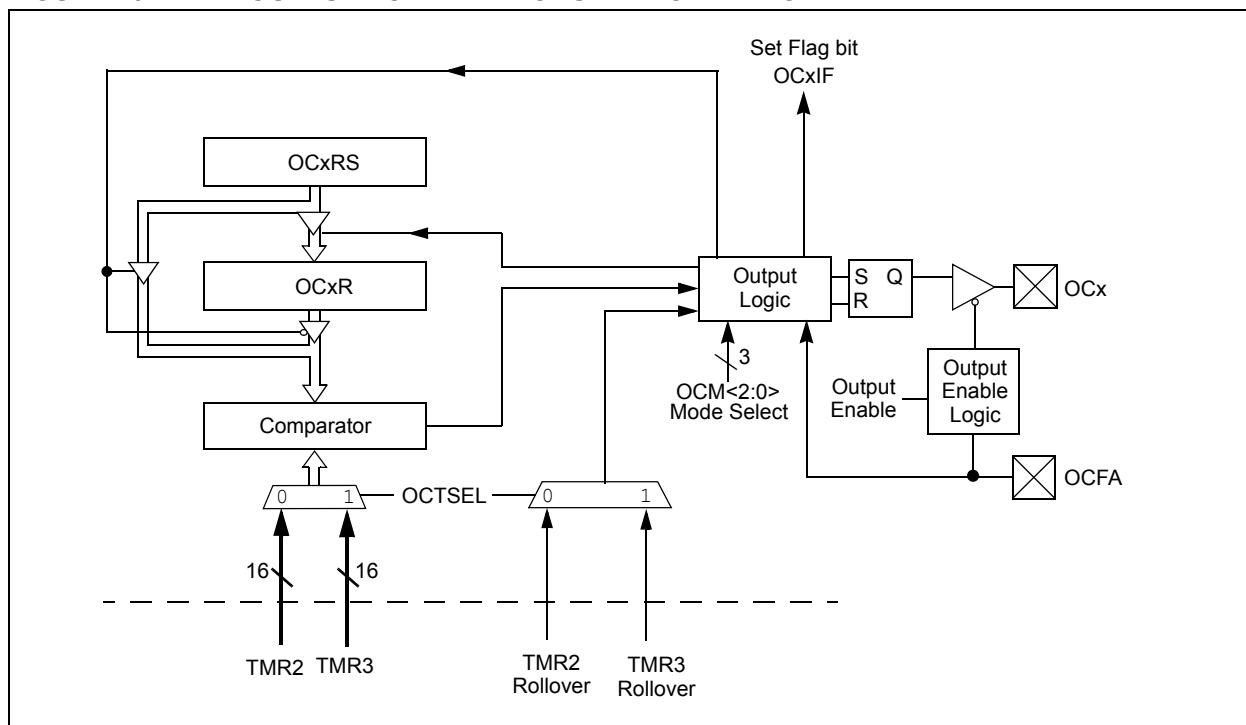 Set Flag bit
OCxIF
OCxRS
OCxR
Output
Logic
S Q
R
OCx
3
OCM<2:0>
Mode Select
Output
Enable
Output
Enable
Logic
Comparator
OCFA
0 1
OCTSEL
0 1
16
16
TMR2
TMR3
TMR2
Rollover
TMR3
Rollover